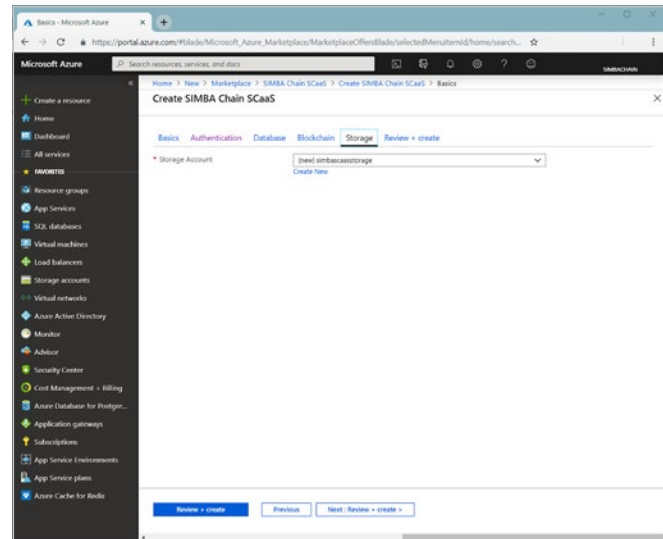 Basics - Microsoft Azure
https://portal.azure.com/#blade/Microsoft_Azure_Marketplace/MarketplaceOffersBlade/selectedMenuItemId/home/search...
Microsoft Azure
Search resources, services, and docs
SIMBACHAIN
Home > New > Marketplace > SIMBA Chain SCaaS > Create SIMBA Chain SCaaS > Basics
Create SIMBA Chain SCaaS
Create a resource
Home
Dashboard
All services
FAVORITES
Resource groups
App Services
SQL databases
Virtual machines
Load balancers
Storage accounts
Virtual networks
Azure Active Directory
Monitor
Advisor
Security Center
Cost Management + Billing
Azure Database for Postgre...
Application gateways
Subscriptions
App Service Environments
App Service plans
Azure Cache for Redis
Basics Authentication Database Blockchain Storage Review + create
* Storage Account
(new) simbascaasstorage
Create New
Review + create
Previous
Next : Review + create >